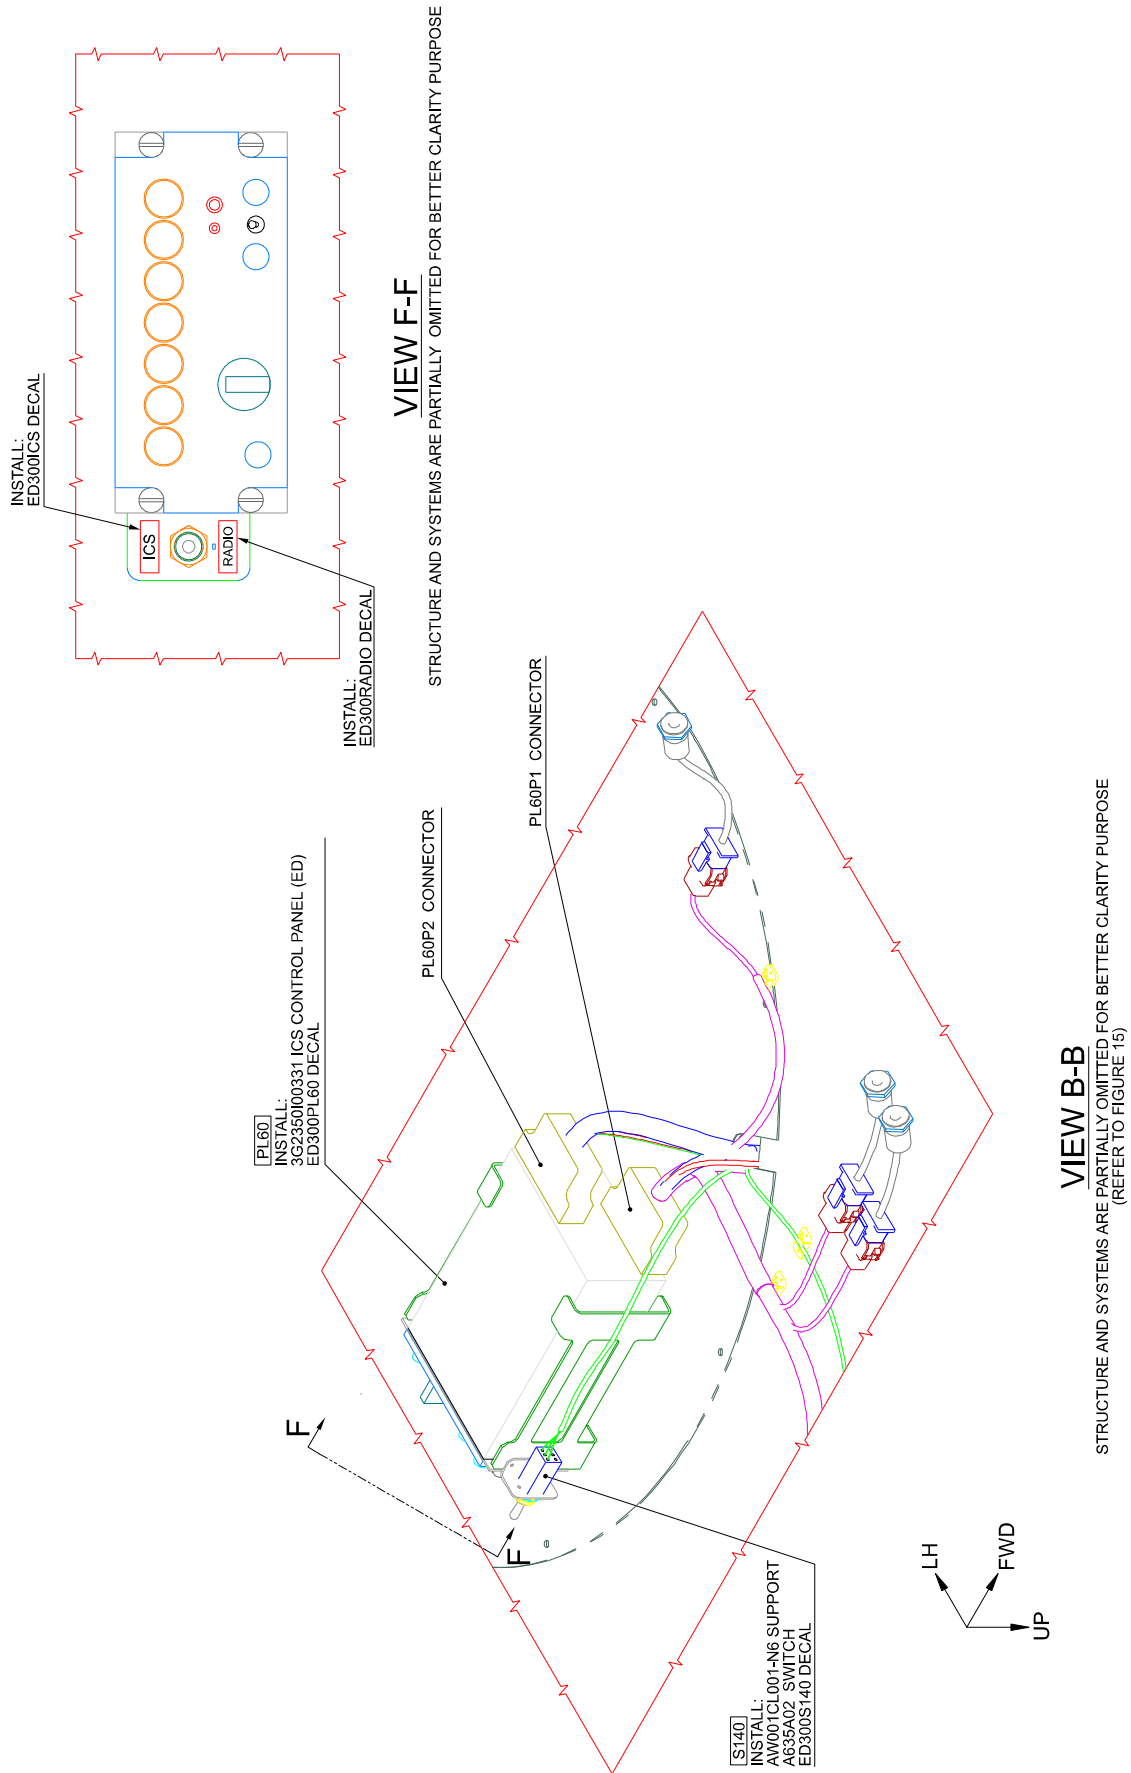 INSTALL:
ED300ICS DECAL
ICS
RADIO
INSTALL:
ED300RADIO DECAL
VIEW F-F
STRUCTURE AND SYSTEMS ARE PARTIALLY OMITTED FOR BETTER CLARITY PURPOSE
PL60
INSTALL:
3G2350I00331 ICS CONTROL PANEL (ED)
ED300PL60 DECAL
PL60P2 CONNECTOR
PL60P1 CONNECTOR
F
F
S140
INSTALL:
AW001CL001-N6 SUPPORT
A635A02 SWITCH
ED300S140 DECAL
LH
FWD
UP
VIEW B-B
STRUCTURE AND SYSTEMS ARE PARTIALLY OMITTED FOR BETTER CLARITY PURPOSE
(REFER TO FIGURE 15)